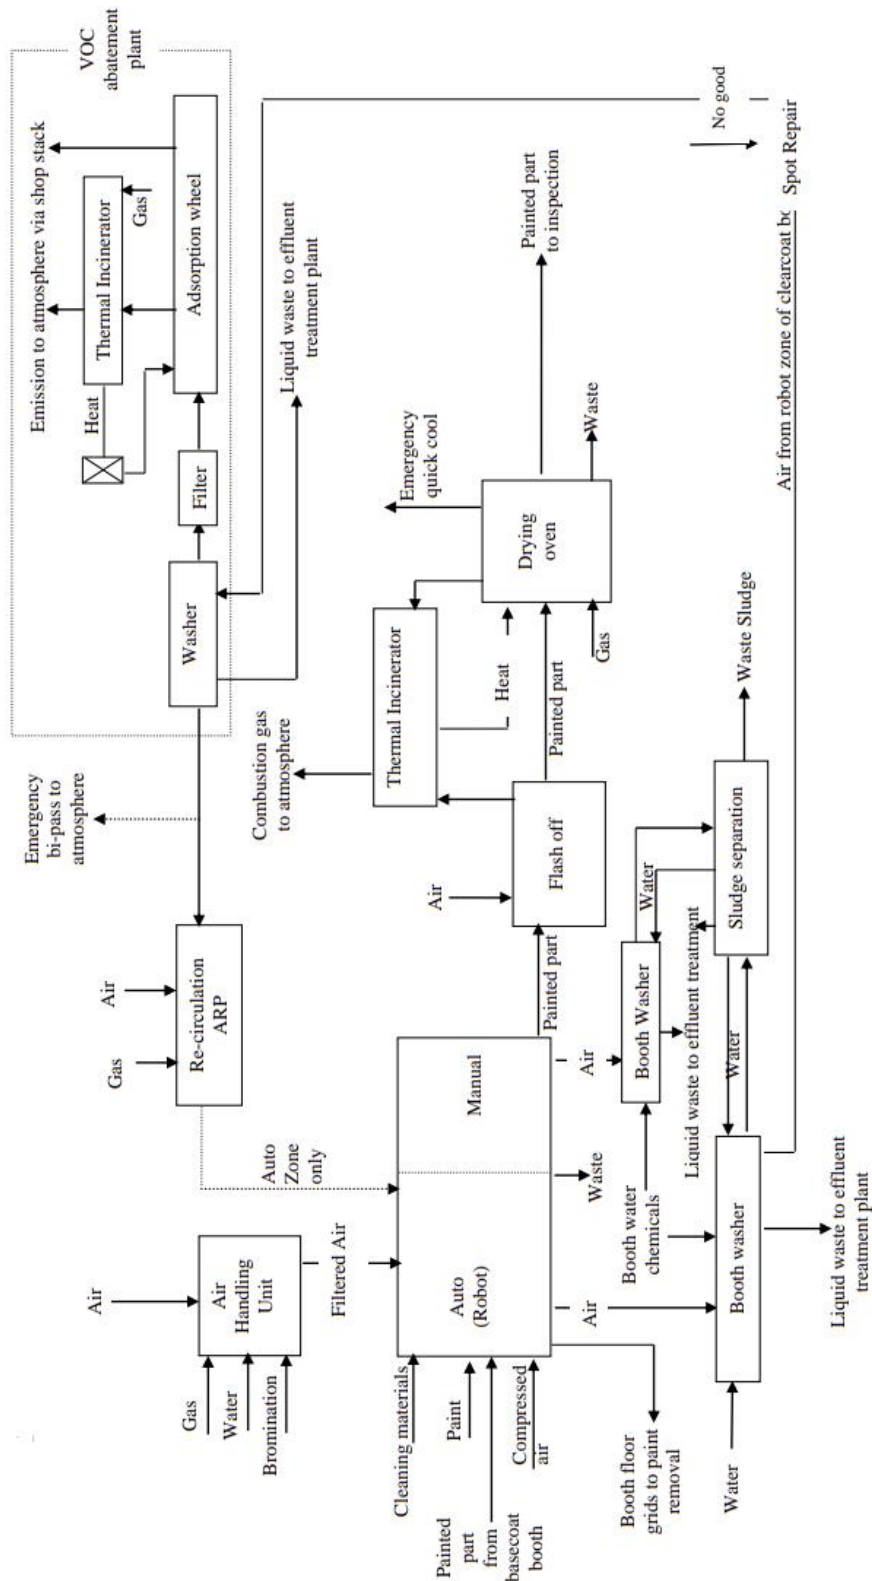 Air
Gas
Water
Bromination
Air
Handling
Unit
Filtered Air
Gas
Air
Re-circulation
ARP
Auto
Zone
only
Emergency
bi-pass to
atmosphere
VOC
abatement
plant
Emission to atmosphere via shop stack
Thermal Incinerator
Heat
Gas
Adsorption wheel
Filter
Washer
Liquid waste to effluent
treatment plant
Cleaning materials
Paint
Painted
part
from
basecoat
booth
Compressed
air
Auto
(Robot)
Manual
Painted part
Air
Flash off
Combustion gas
to atmosphere
Thermal Incinerator
Heat
Painted part
Emergency
quick cool
Drying
oven
Gas
Waste
Painted part
to inspection
No good
Spot Repair
Booth floor
grids to paint
removal
Air
Waste
Air
Booth water
chemicals
Booth Washer
Liquid waste to effluent treatment
Water
Water
Sludge separation
Waste Sludge
Water
Booth washer
Liquid waste to effluent
treatment plant
Air from robot zone of clearcoat